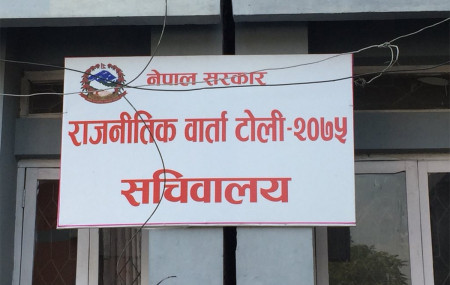 नेपाल सरकार
राजनीतिक वार्ता टोली-२०७५
सचिवालय